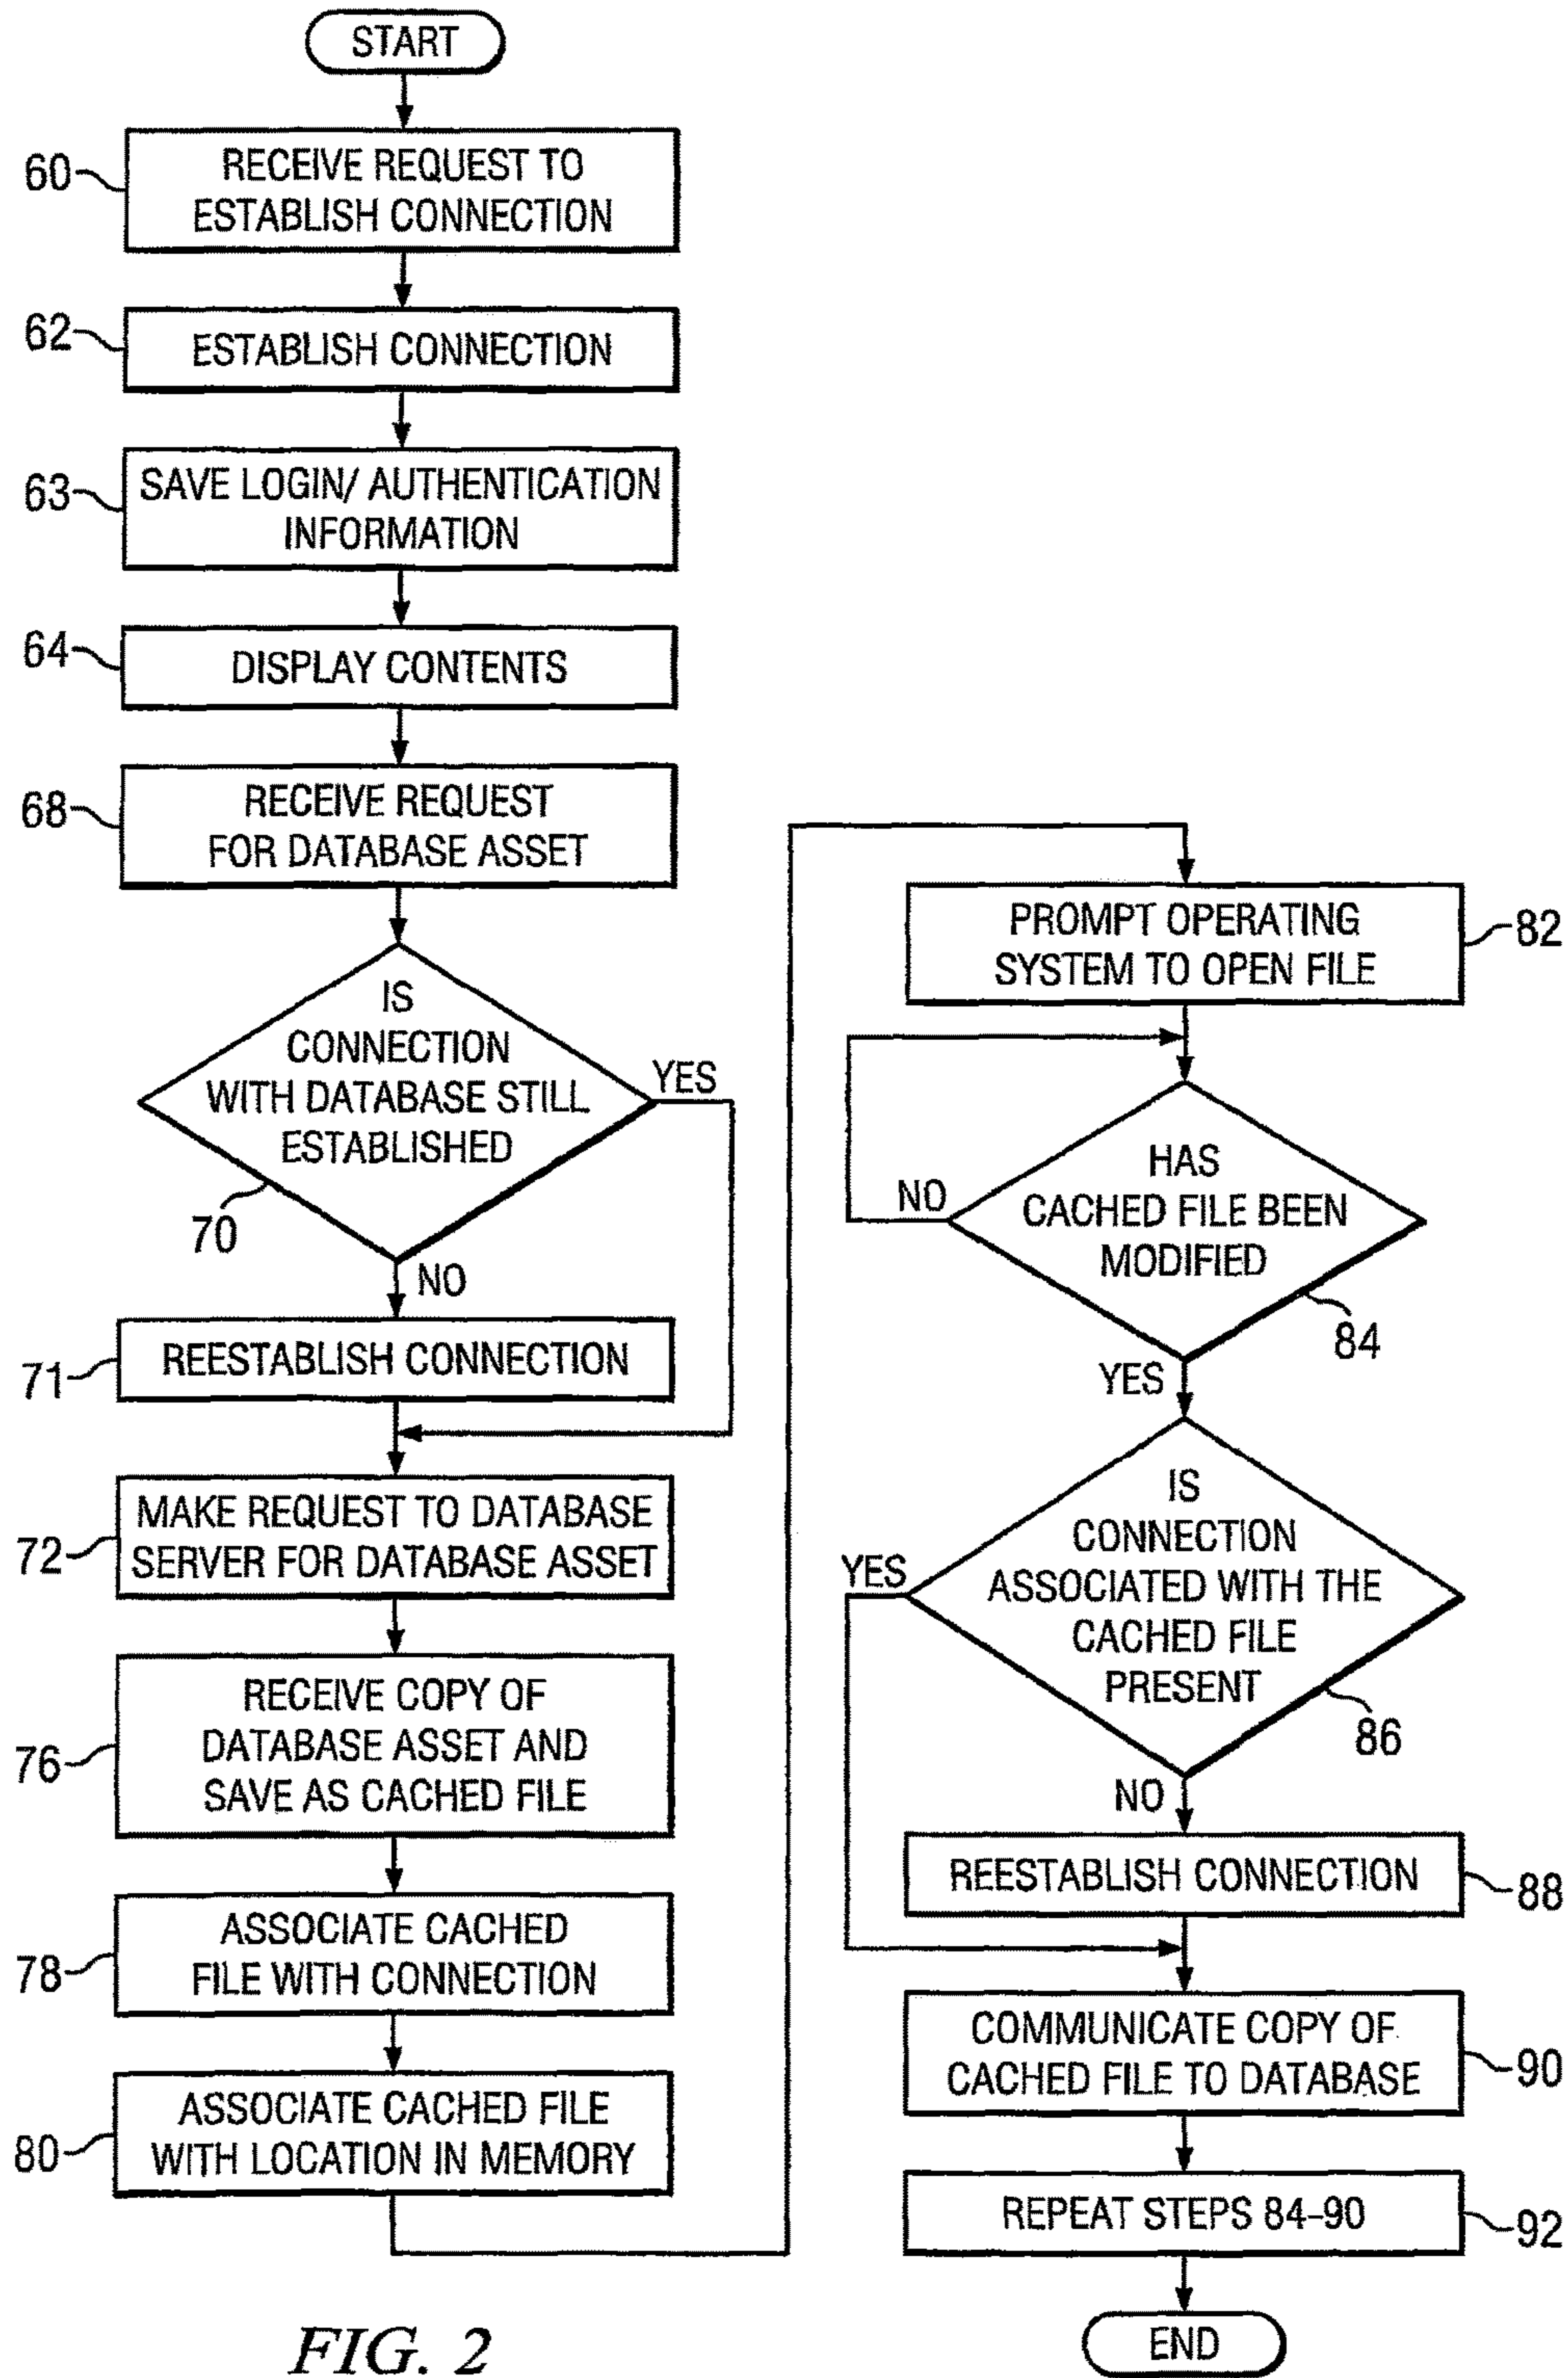 START
60
RECEIVE REQUEST TO
ESTABLISH CONNECTION
62
ESTABLISH CONNECTION
63
SAVE LOGIN/ AUTHENTICATION
INFORMATION
64
DISPLAY CONTENTS
68
RECEIVE REQUEST
FOR DATABASE ASSET
IS
CONNECTION
WITH DATABASE STILL
ESTABLISHED
YES
70
NO
71
REESTABLISH CONNECTION
72
MAKE REQUEST TO DATABASE
SERVER FOR DATABASE ASSET
76
RECEIVE COPY OF
DATABASE ASSET AND
SAVE AS CACHED FILE
78
ASSOCIATE CACHED
FILE WITH CONNECTION
80
ASSOCIATE CACHED FILE
WITH LOCATION IN MEMORY
PROMPT OPERATING
SYSTEM TO OPEN FILE
82
HAS
CACHED FILE BEEN
MODIFIED
NO
84
YES
IS
CONNECTION
ASSOCIATED WITH THE
CACHED FILE
PRESENT
YES
86
NO
REESTABLISH CONNECTION
88
COMMUNICATE COPY OF
CACHED FILE TO DATABASE
90
REPEAT STEPS 84-90
92
END
FIG. 2